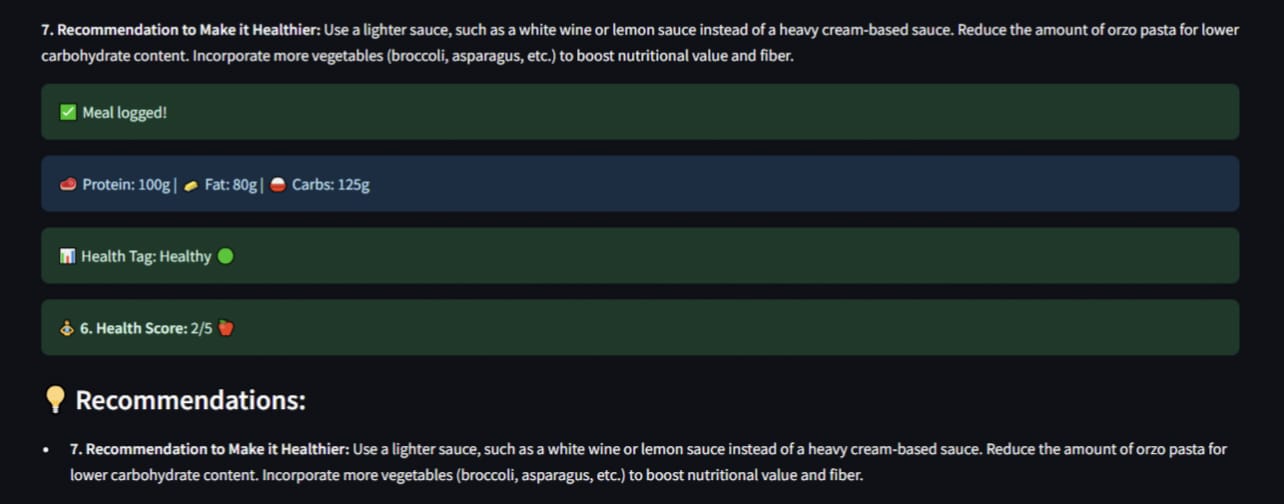 7. Recommendation to Make it Healthier: Use a lighter sauce, such as a white wine or lemon sauce instead of a heavy cream-based sauce. Reduce the amount of orzo pasta for lower
carbohydrate content. Incorporate more vegetables (broccoli, asparagus, etc.) to boost nutritional value and fiber.
✅ Meal logged!
🥩 Protein: 100g | 🧈 Fat: 80g | 🍚 Carbs: 125g
📊 Health Tag: Healthy 🟢
6. Health Score: 2/5 🍎
💡 Recommendations:
• 7. Recommendation to Make it Healthier: Use a lighter sauce, such as a white wine or lemon sauce instead of a heavy cream-based sauce. Reduce the amount of orzo pasta for
lower carbohydrate content. Incorporate more vegetables (broccoli, asparagus, etc.) to boost nutritional value and fiber.